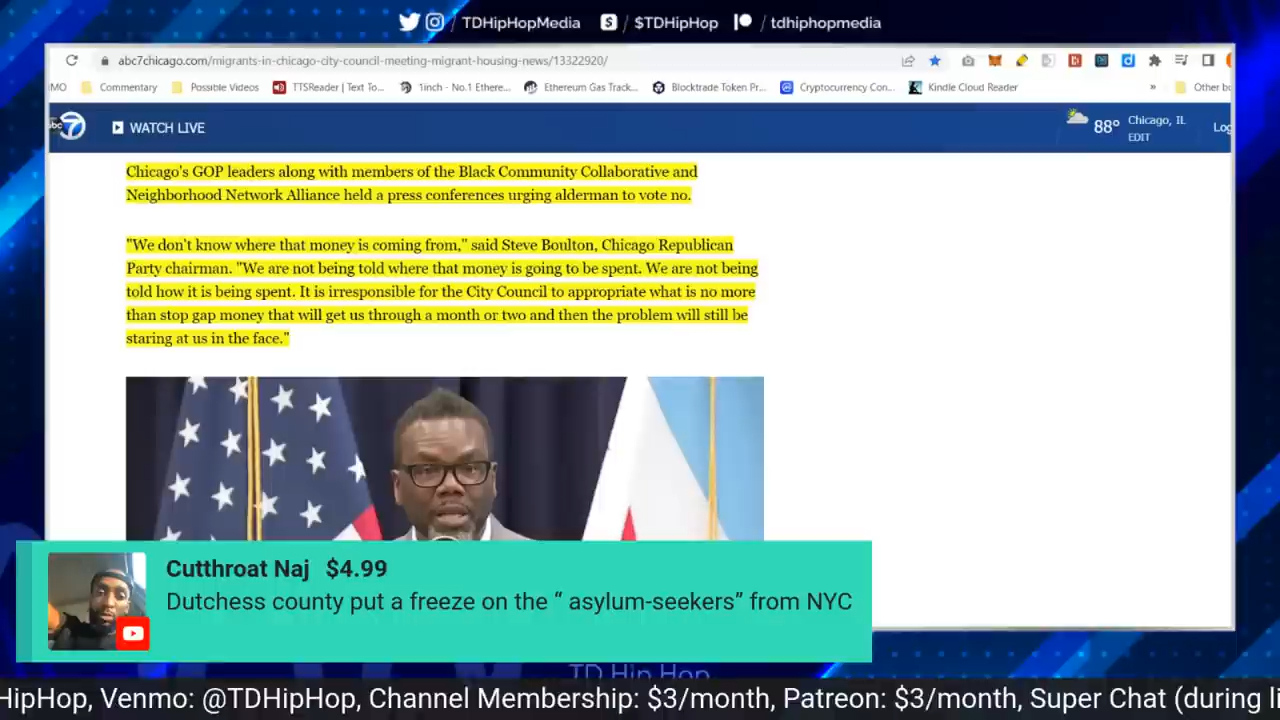 / TDHipHopMedia $ / $TDHipHop / tdhiphopmedia
abc7chicago.com/migrants-in-chicago-city-council-meeting-migrant-housing-news/13322920/
MO Commentary Possible Videos TTSReader | Text To... 1inch - No.1 Ethere... Ethereum Gas Track... Blocktrade Token Pr... Cryptocurrency Con... Kindle Cloud Reader » Other bo
abc 7 WATCH LIVE 88° Chicago, IL
EDIT
Log
Chicago's GOP leaders along with members of the Black Community Collaborative and
Neighborhood Network Alliance held a press conferences urging alderman to vote no.
"We don't know where that money is coming from," said Steve Boulton, Chicago Republican
Party chairman. "We are not being told where that money is going to be spent. We are not being
told how it is being spent. It is irresponsible for the City Council to appropriate what is no more
than stop gap money that will get us through a month or two and then the problem will still be
staring at us in the face."
Cutthroat Naj $4.99
Dutchess county put a freeze on the “ asylum-seekers” from NYC
TD Hip Hop
HipHop, Venmo: @TDHipHop, Channel Membership: $3/month, Patreon: $3/month, Super Chat (during li